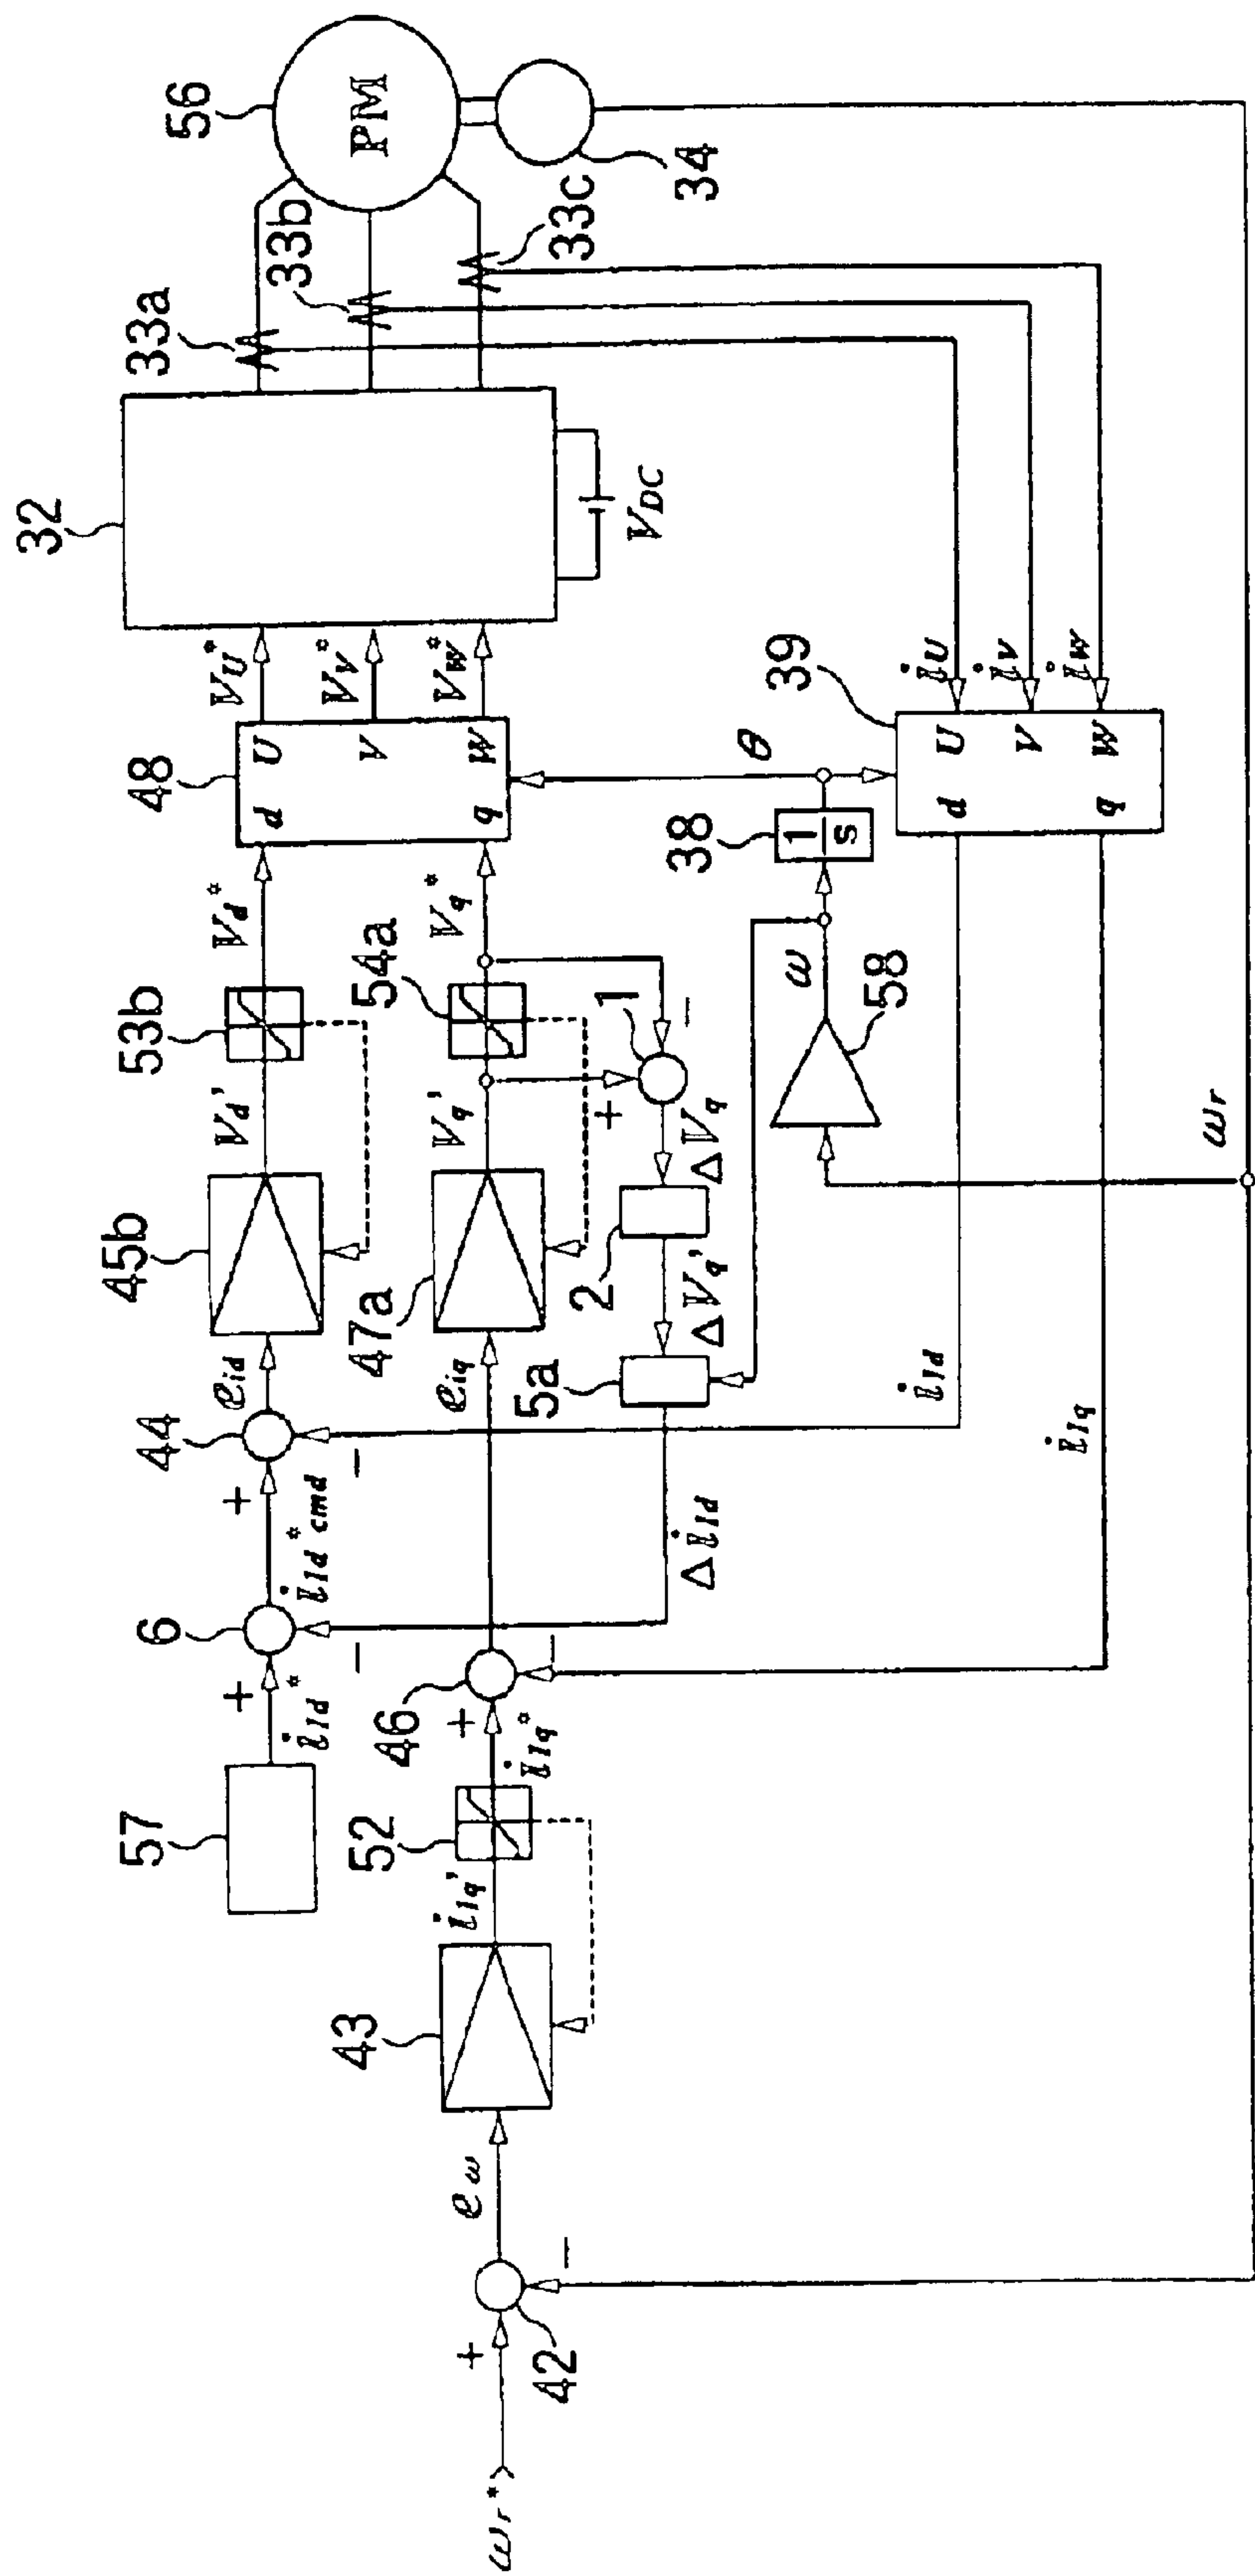 32
56
PM
33a
33b
33c
34
V_DC
V_U*
V_V*
V_W*
48
d U
V
q W
V_d*
V_q*
53b
54a
V_d'
V_q'
45b
47a
1
+
−
ΔV_q
2
ΔV_q'
5a
Δi_1d
e_id
e_iq
44
+
−
i_1d* cmd
6
+
−
i_1d*
57
46
+
−
i_1q*
52
i_1q'
43
e_ω
42
+
−
ω_r*
θ
38
1/s
ω
58
39
d U
V
q W
i_U
i_V
i_W
i_1d
i_1q
ω_r